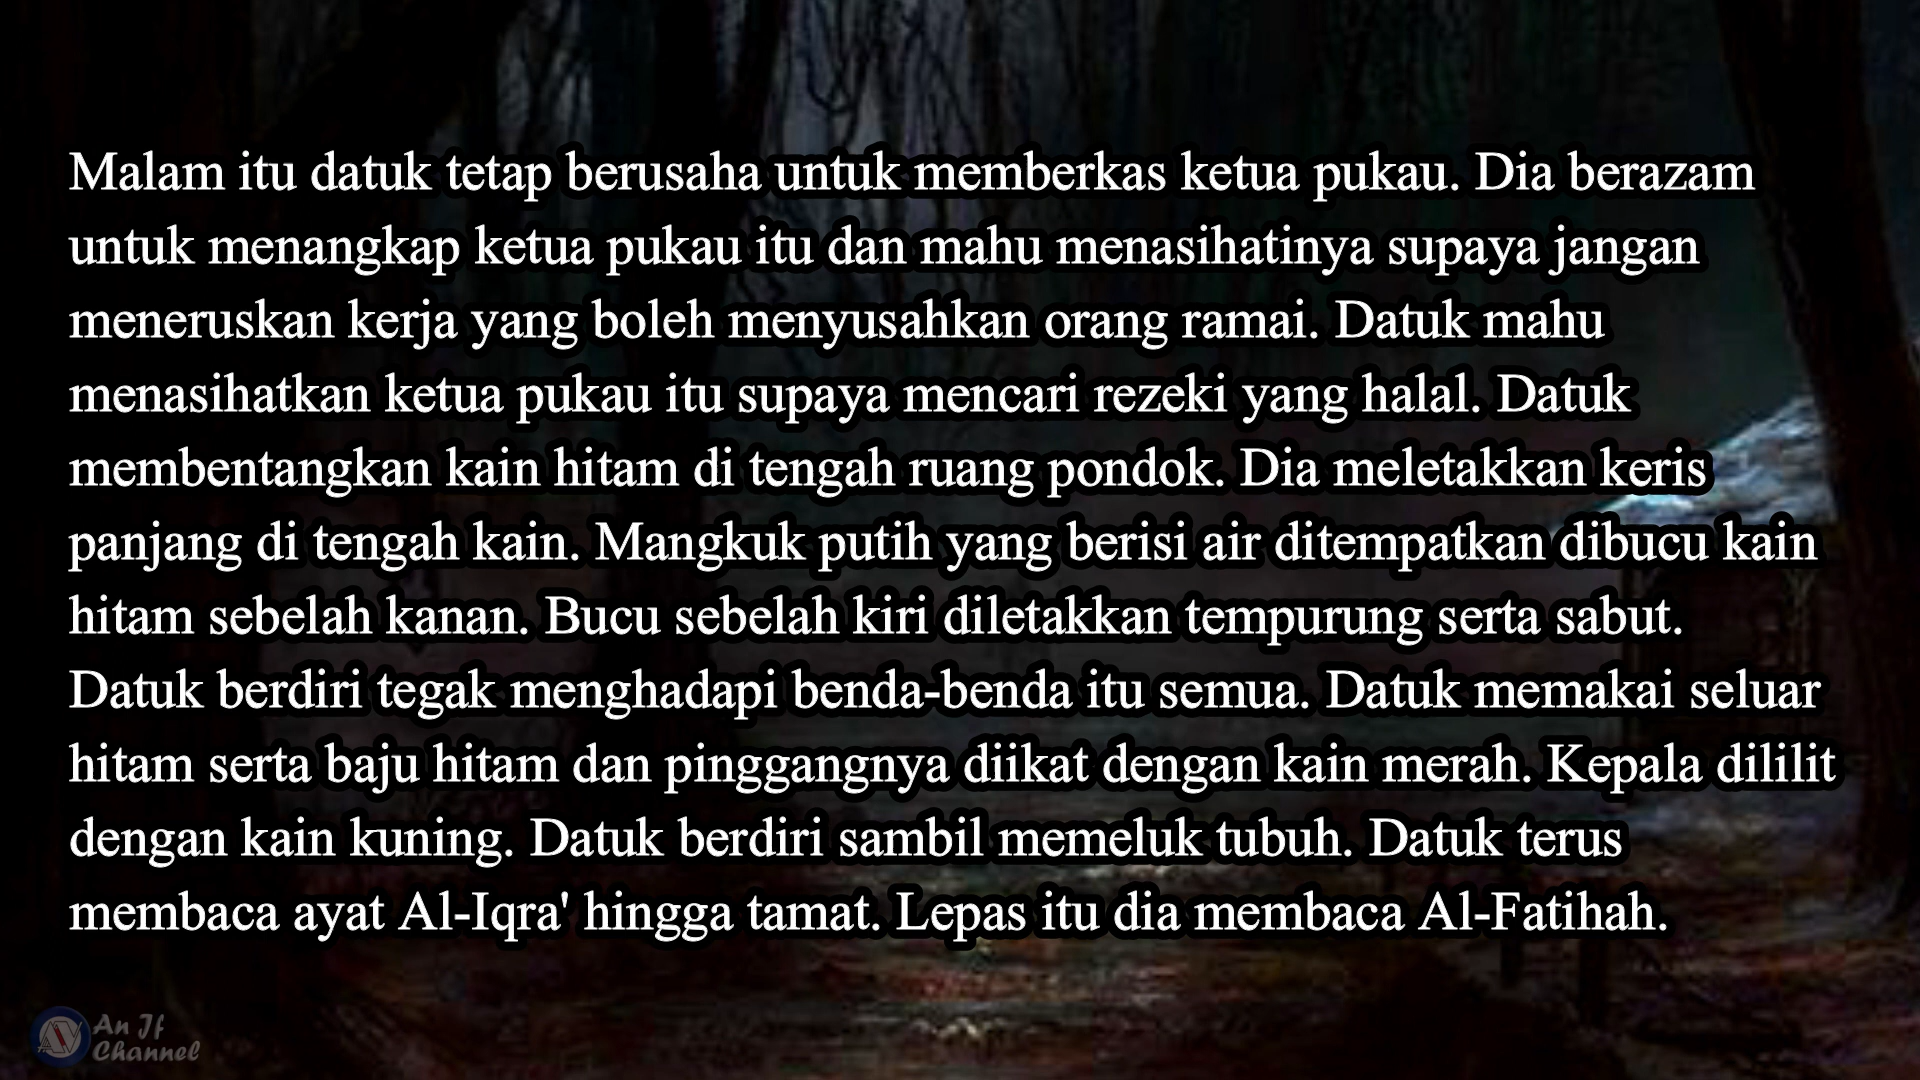 Malam itu datuk tetap berusaha untuk memberkas ketua pukau. Dia berazam
untuk menangkap ketua pukau itu dan mahu menasihatinya supaya jangan
meneruskan kerja yang boleh menyusahkan orang ramai. Datuk mahu
menasihatkan ketua pukau itu supaya mencari rezeki yang halal. Datuk
membentangkan kain hitam di tengah ruang pondok. Dia meletakkan keris
panjang di tengah kain. Mangkuk putih yang berisi air ditempatkan dibucu kain
hitam sebelah kanan. Bucu sebelah kiri diletakkan tempurung serta sabut.
Datuk berdiri tegak menghadapi benda-benda itu semua. Datuk memakai seluar
hitam serta baju hitam dan pinggangnya diikat dengan kain merah. Kepala dililit
dengan kain kuning. Datuk berdiri sambil memeluk tubuh. Datuk terus
membaca ayat Al-Iqra' hingga tamat. Lepas itu dia membaca Al-Fatihah.
An If
Channel